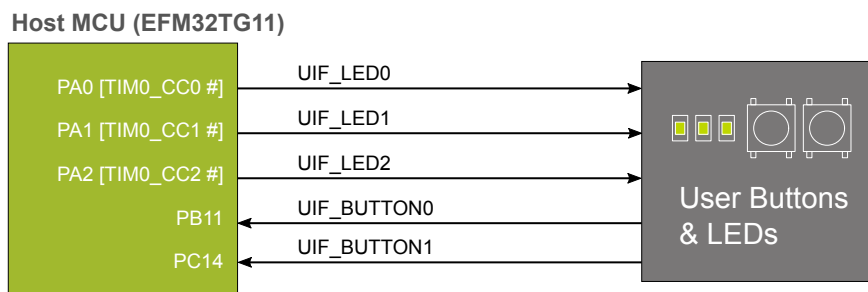 Host MCU (EFM32TG11)
PA0 [TIM0_CC0 #]
UIF_LED0
PA1 [TIM0_CC1 #]
UIF_LED1
PA2 [TIM0_CC2 #]
UIF_LED2
PB11
UIF_BUTTON0
PC14
UIF_BUTTON1
User Buttons
& LEDs